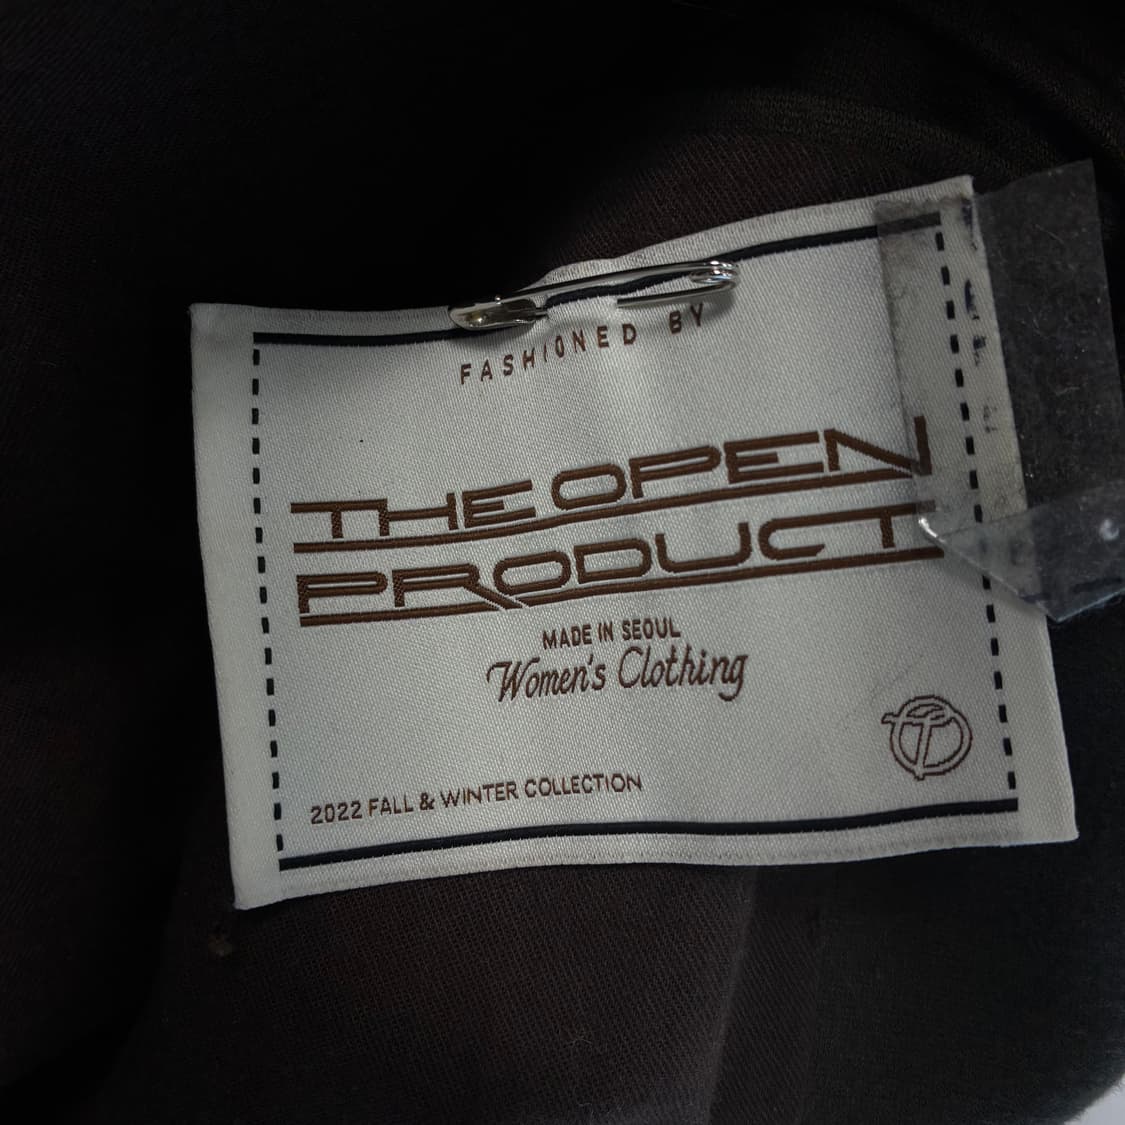 FASHIONED BY
THE OPEN
PRODUCT
MADE IN SEOUL
Women's Clothing
2022 FALL & WINTER COLLECTION